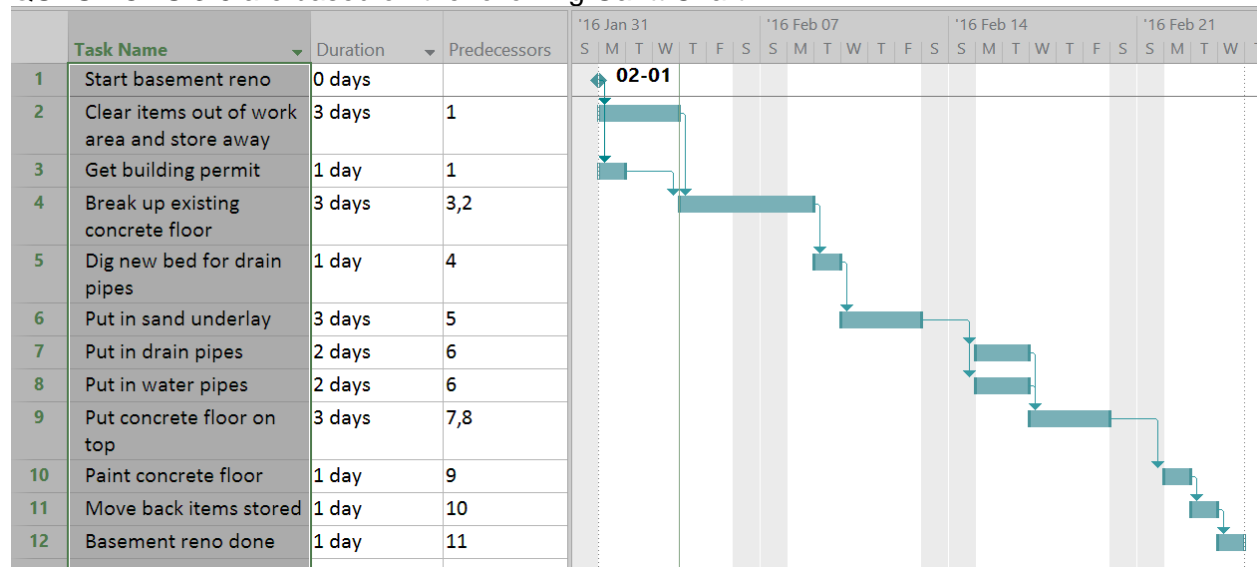 '16 Jan 31 '16 Feb 07 '16 Feb 14 '16 Feb 21
Task Name Duration Predecessors S M T W T F S S M T W T F S S M T W T F S S M T W
1 Start basement reno 0 days 02-01
2 Clear items out of work 3 days 1
area and store away
3 Get building permit 1 day 1
4 Break up existing 3 days 3,2
concrete floor
5 Dig new bed for drain 1 day 4
pipes
6 Put in sand underlay 3 days 5
7 Put in drain pipes 2 days 6
8 Put in water pipes 2 days 6
9 Put concrete floor on 3 days 7,8
top
10 Paint concrete floor 1 day 9
11 Move back items stored 1 day 10
12 Basement reno done 1 day 11